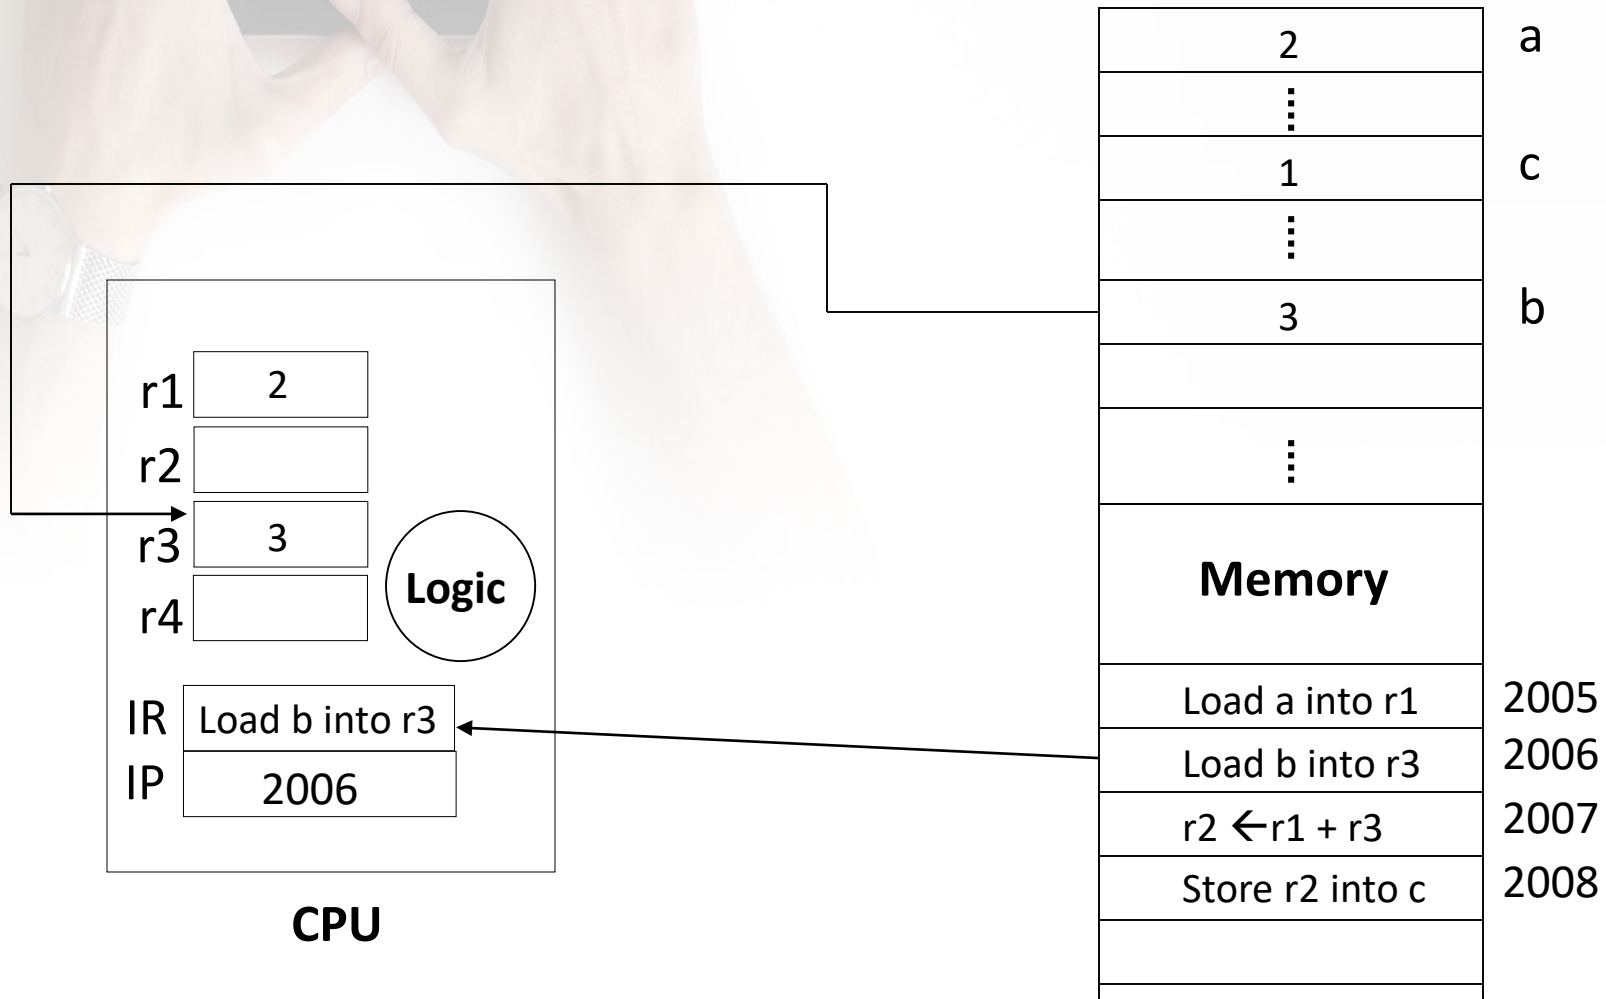 2 a
1 c
3 b
r1 2
r2
r3 3
r4
Logic
IR Load b into r3
IP 2006
CPU
Memory
Load a into r1 2005
Load b into r3 2006
r2 ←r1 + r3 2007
Store r2 into c 2008